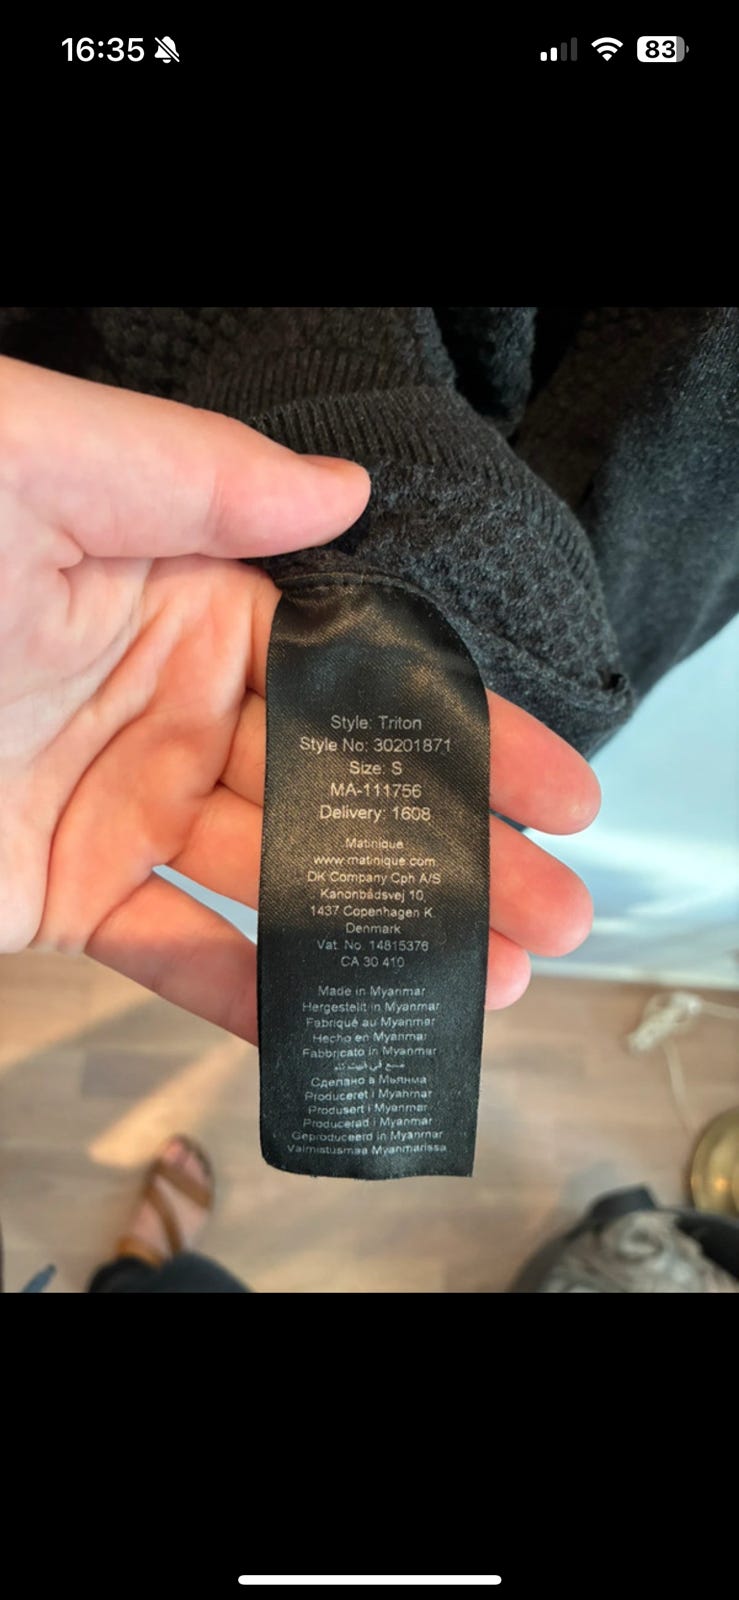 16:35
83
Style: Triton
Style No: 30201871
Size: S
MA-111756
Delivery: 1608
Matinique
www.matinique.com
DK Company Cph A/S
Kanonbådsvej 10,
1437 Copenhagen K
Denmark
Vat. No. 14815376
CA 30 410
Made in Myanmar
Hergestellt in Myanmar
Fabriqué au Myanmar
Hecho en Myanmar
Fabbricato in Myanmar
Сделано в Мьянма
Produceret i Myanmar
Produsert i Myanmar
Producerad i Myanmar
Geproduceerd in Myanmar
Valmistusmaa Myanmarissa